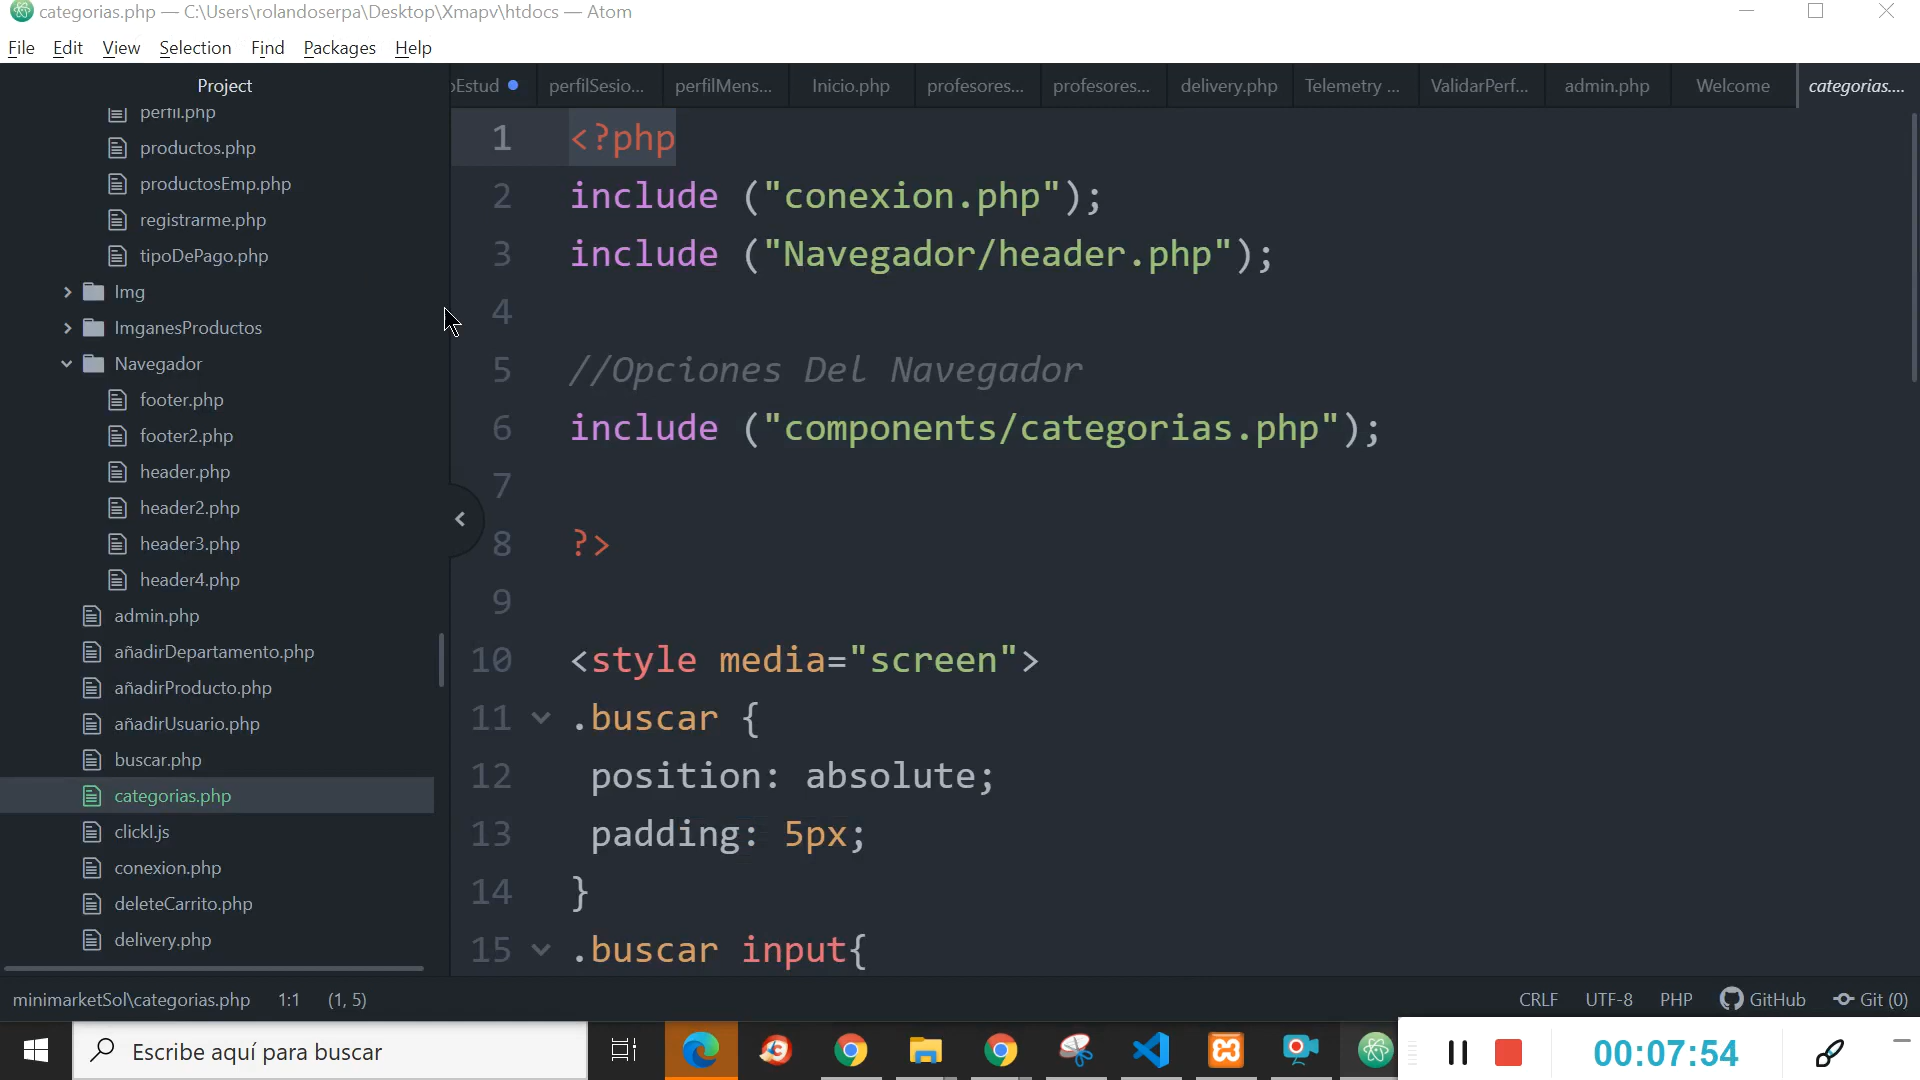 categorias.php — C:\Users\rolandoserpa\Desktop\Xmapv\htdocs — Atom
File Edit View Selection Find Packages Help
Project
perfil.php
productos.php
productosEmp.php
registrarme.php
tipoDePago.php
Img
ImganesProductos
Navegador
footer.php
footer2.php
header.php
header2.php
header3.php
header4.php
admin.php
añadirDepartamento.php
añadirProducto.php
añadirUsuario.php
buscar.php
categorias.php
clickI.js
conexion.php
deleteCarrito.php
delivery.php
oEstud perfilSesio... perfilMens... Inicio.php profesores... profesores... delivery.php Telemetry ... ValidarPerf... admin.php Welcome categorias....
1 <?php
2 include ("conexion.php");
3 include ("Navegador/header.php");
4
5 //Opciones Del Navegador
6 include ("components/categorias.php");
7
8 ?>
9
10 <style media="screen">
11 .buscar {
12 position: absolute;
13 padding: 5px;
14 }
15 .buscar input{
minimarketSol\categorias.php 1:1 (1, 5) CRLF UTF-8 PHP GitHub Git (0)
Escribe aquí para buscar
00:07:54